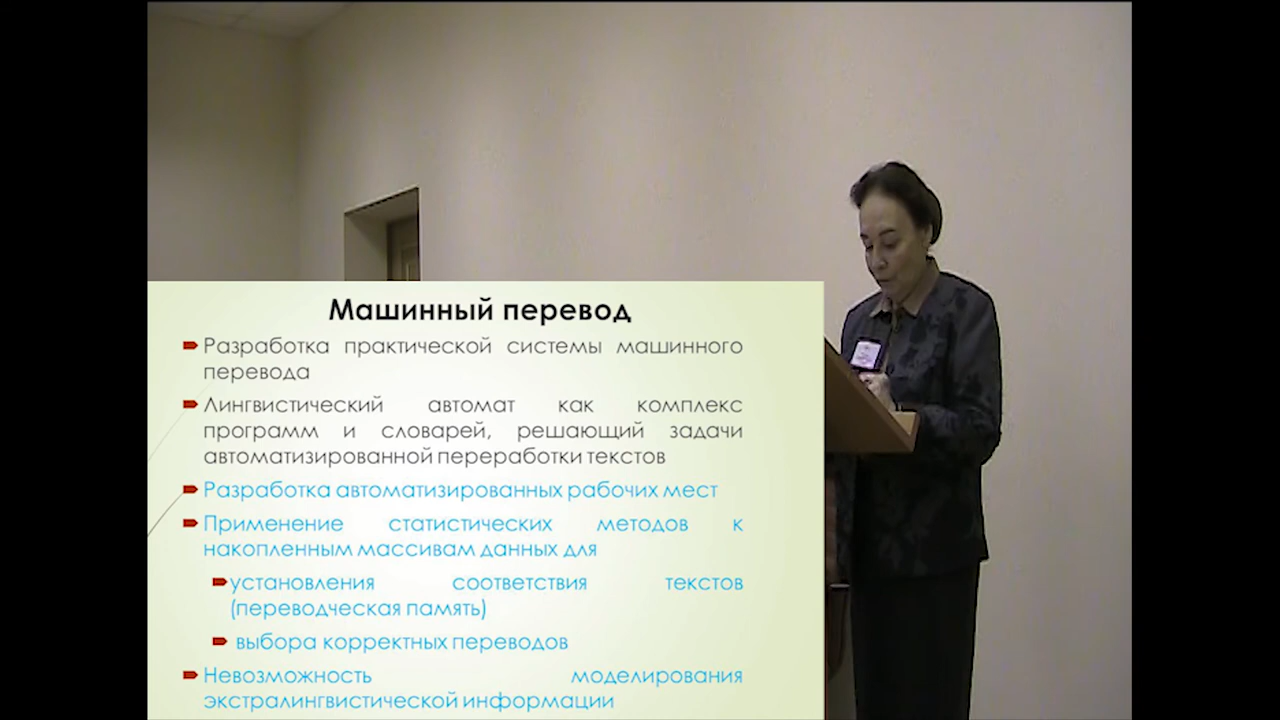 Машинный перевод
Разработка практической системы машинного
перевода
Лингвистический автомат как комплекс
программ и словарей, решающий задачи
автоматизированной переработки текстов
Разработка автоматизированных рабочих мест
Применение статистических методов к
накопленным массивам данных для
установления соответствия текстов
(переводческая память)
выбора корректных переводов
Невозможность моделирования
экстралингвистической информации